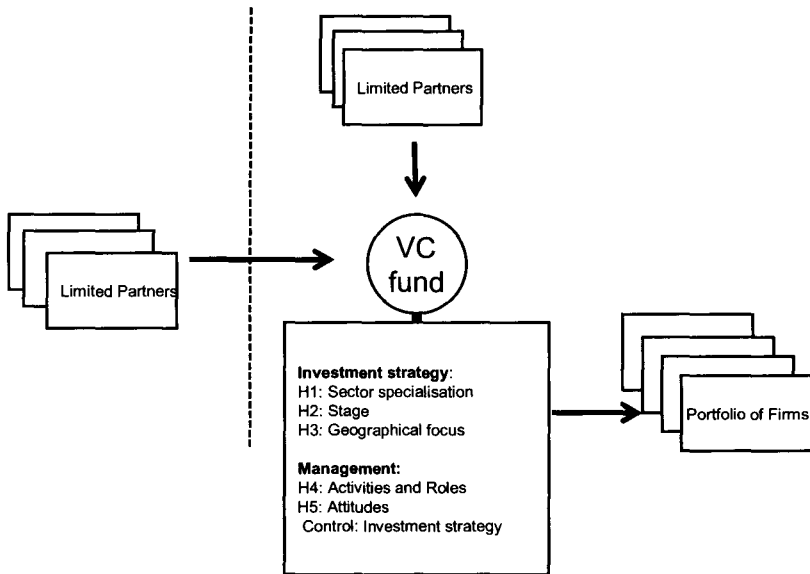 Limited Partners
Limited Partners
VC
fund
Investment strategy:
H1: Sector specialisation
H2: Stage
H3: Geographical focus
Management:
H4: Activities and Roles
H5: Attitudes
Control: Investment strategy
Portfolio of Firms